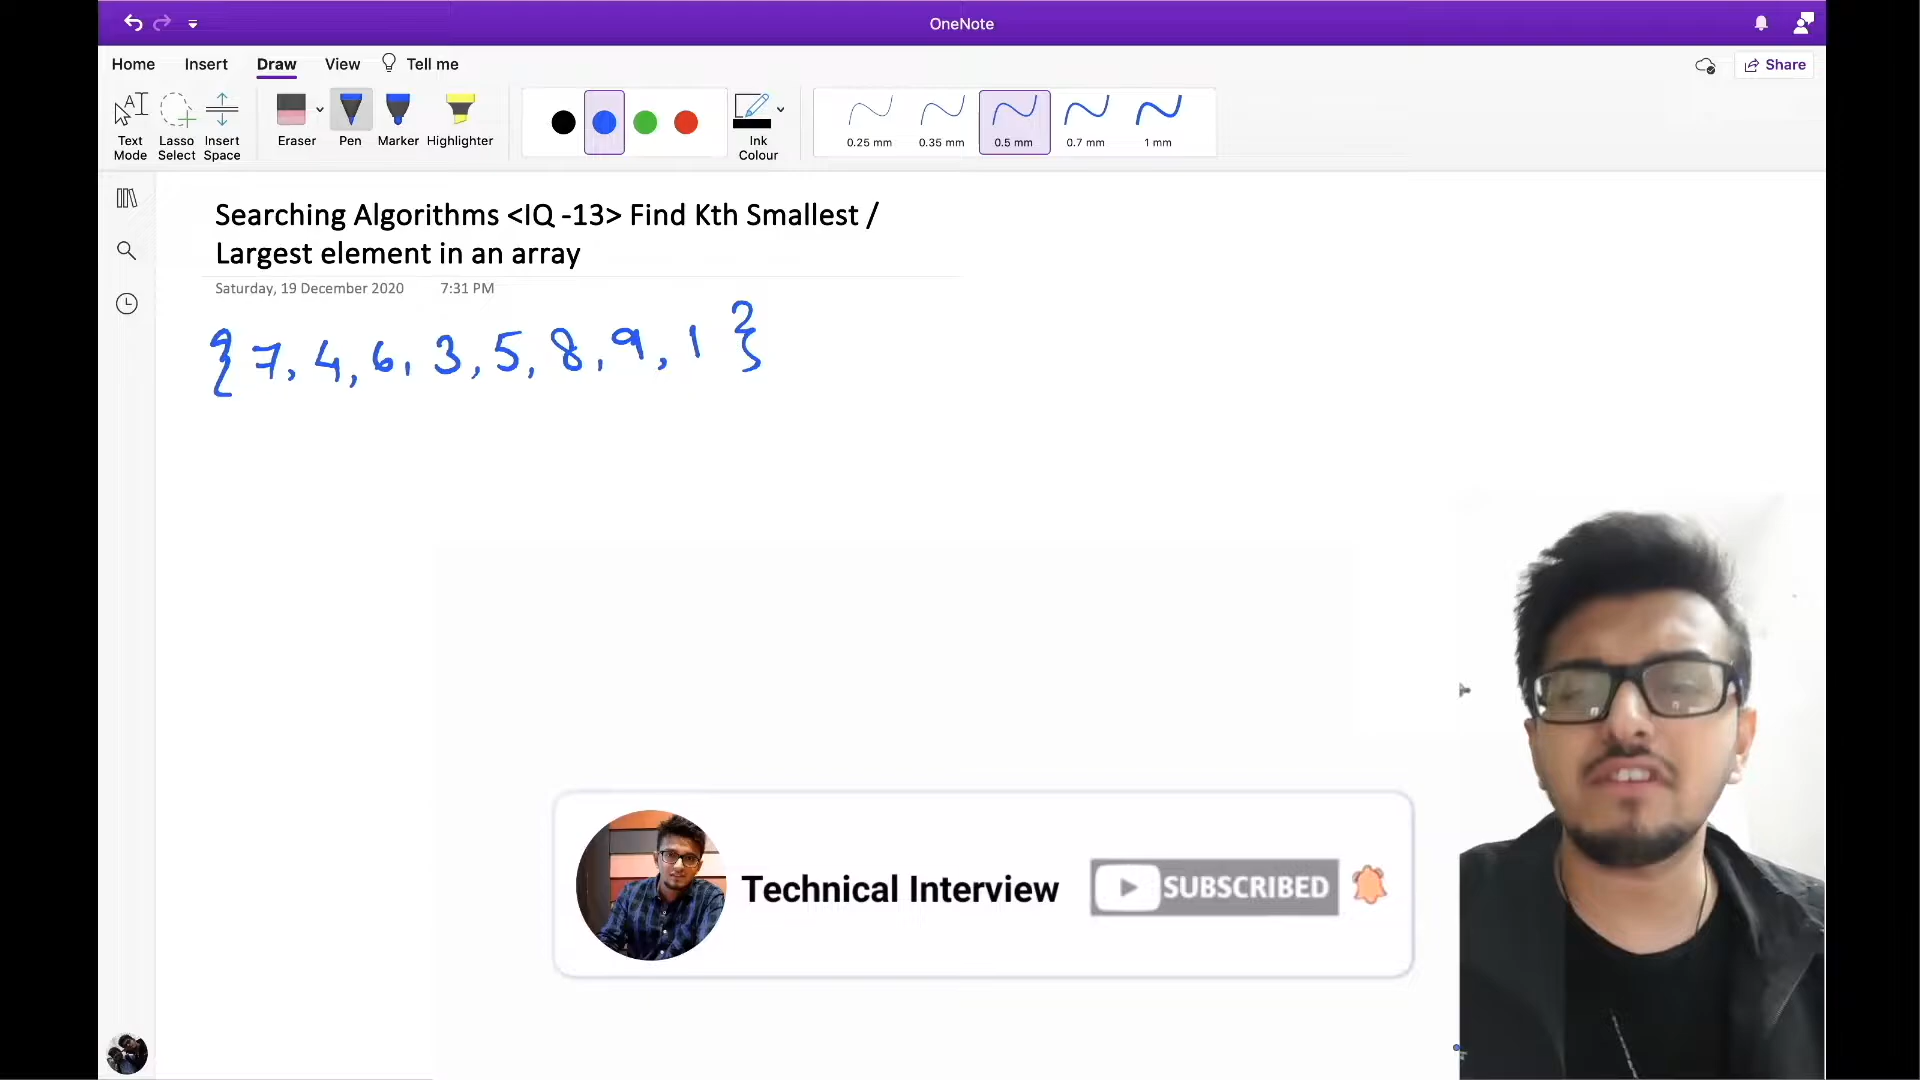 OneNote
Home Insert Draw View Tell me
Share
Text Mode
Lasso Select
Insert Space
Eraser
Pen
Marker
Highlighter
Ink Colour
0.25 mm
0.35 mm
0.5 mm
0.7 mm
1 mm
Searching Algorithms <IQ -13> Find Kth Smallest /
Largest element in an array
Saturday, 19 December 2020 7:31 PM
{ 7, 4, 6, 3, 5, 8, 9, 1 }
Technical Interview
SUBSCRIBED